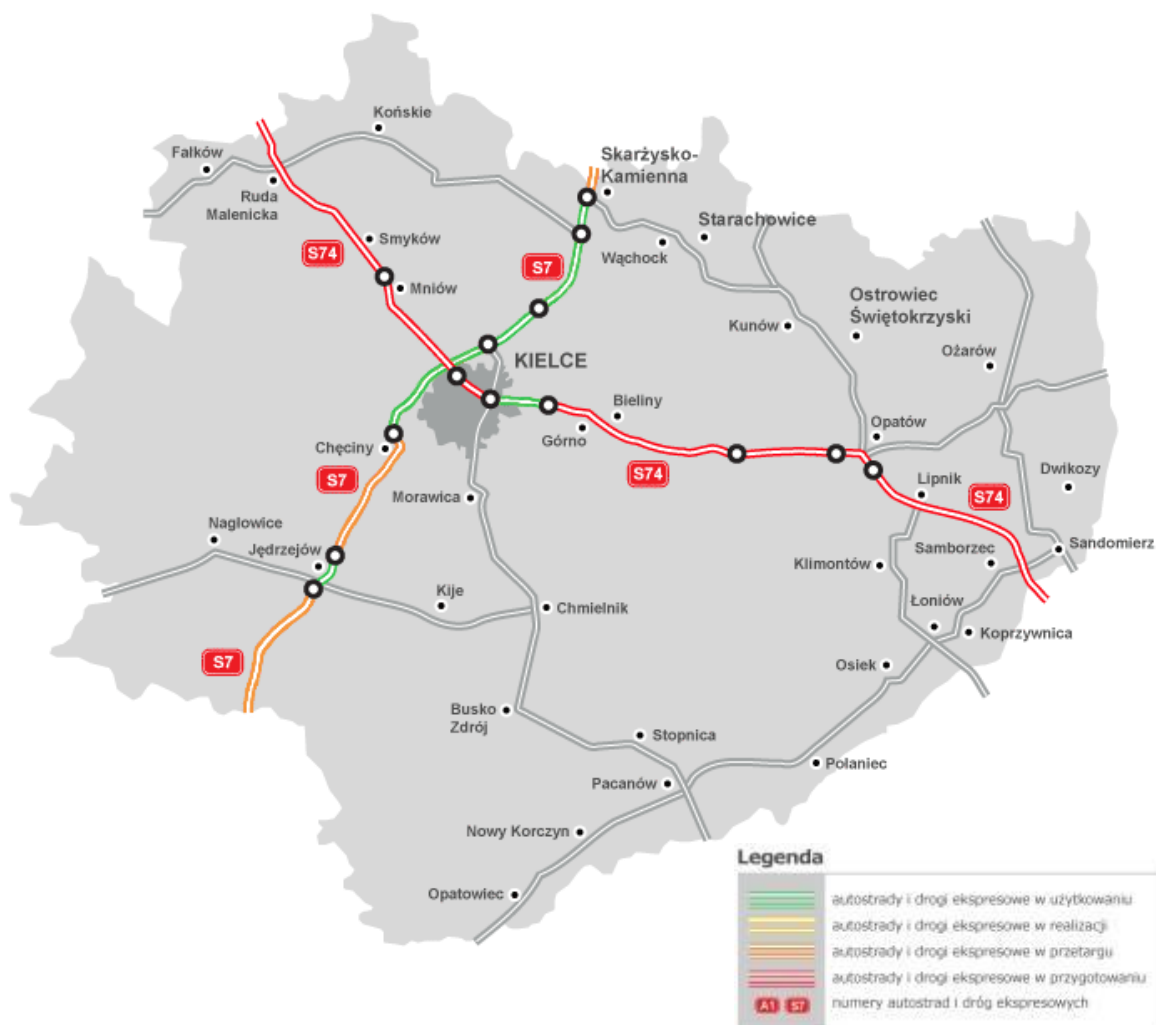 Końskie
Fałków
Skarżysko-
Kamienna
Ruda
Malenicka
Starachowice
S74
Smyków
S7
Wąchock
Mniów
Ostrowiec
Świętokrzyski
Kunów
KIELCE
Ożarów
Bieliny
Opatów
Górno
Chęciny
S7
S74
Lipnik
Dwikozy
Morawica
S74
Nagłowice
Jędrzejów
Sandomierz
Samborzec
Klimontów
Kije
Chmielnik
Łoniów
Koprzywnica
S7
Osiek
Busko
Zdrój
Stopnica
Połaniec
Pacanów
Nowy Korczyn
Opatowiec
Legenda
autostrady i drogi ekspresowe w użytkowaniu
autostrady i drogi ekspresowe w realizacji
autostrady i drogi ekspresowe w przetargu
autostrady i drogi ekspresowe w przygotowaniu
A1 S7 numery autostrad i dróg ekspresowych